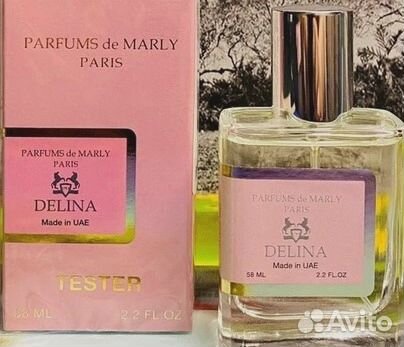 PARFUMS de MARLY
PARIS
PARFUMS de MARLY
PARIS
DELINA
Made in UAE
TESTER
58 ML 2.2 FL.OZ
PARFUMS de MARLY
PARIS
DELINA
Made in UAE
58 ML 2.2 FL.OZ
Avito